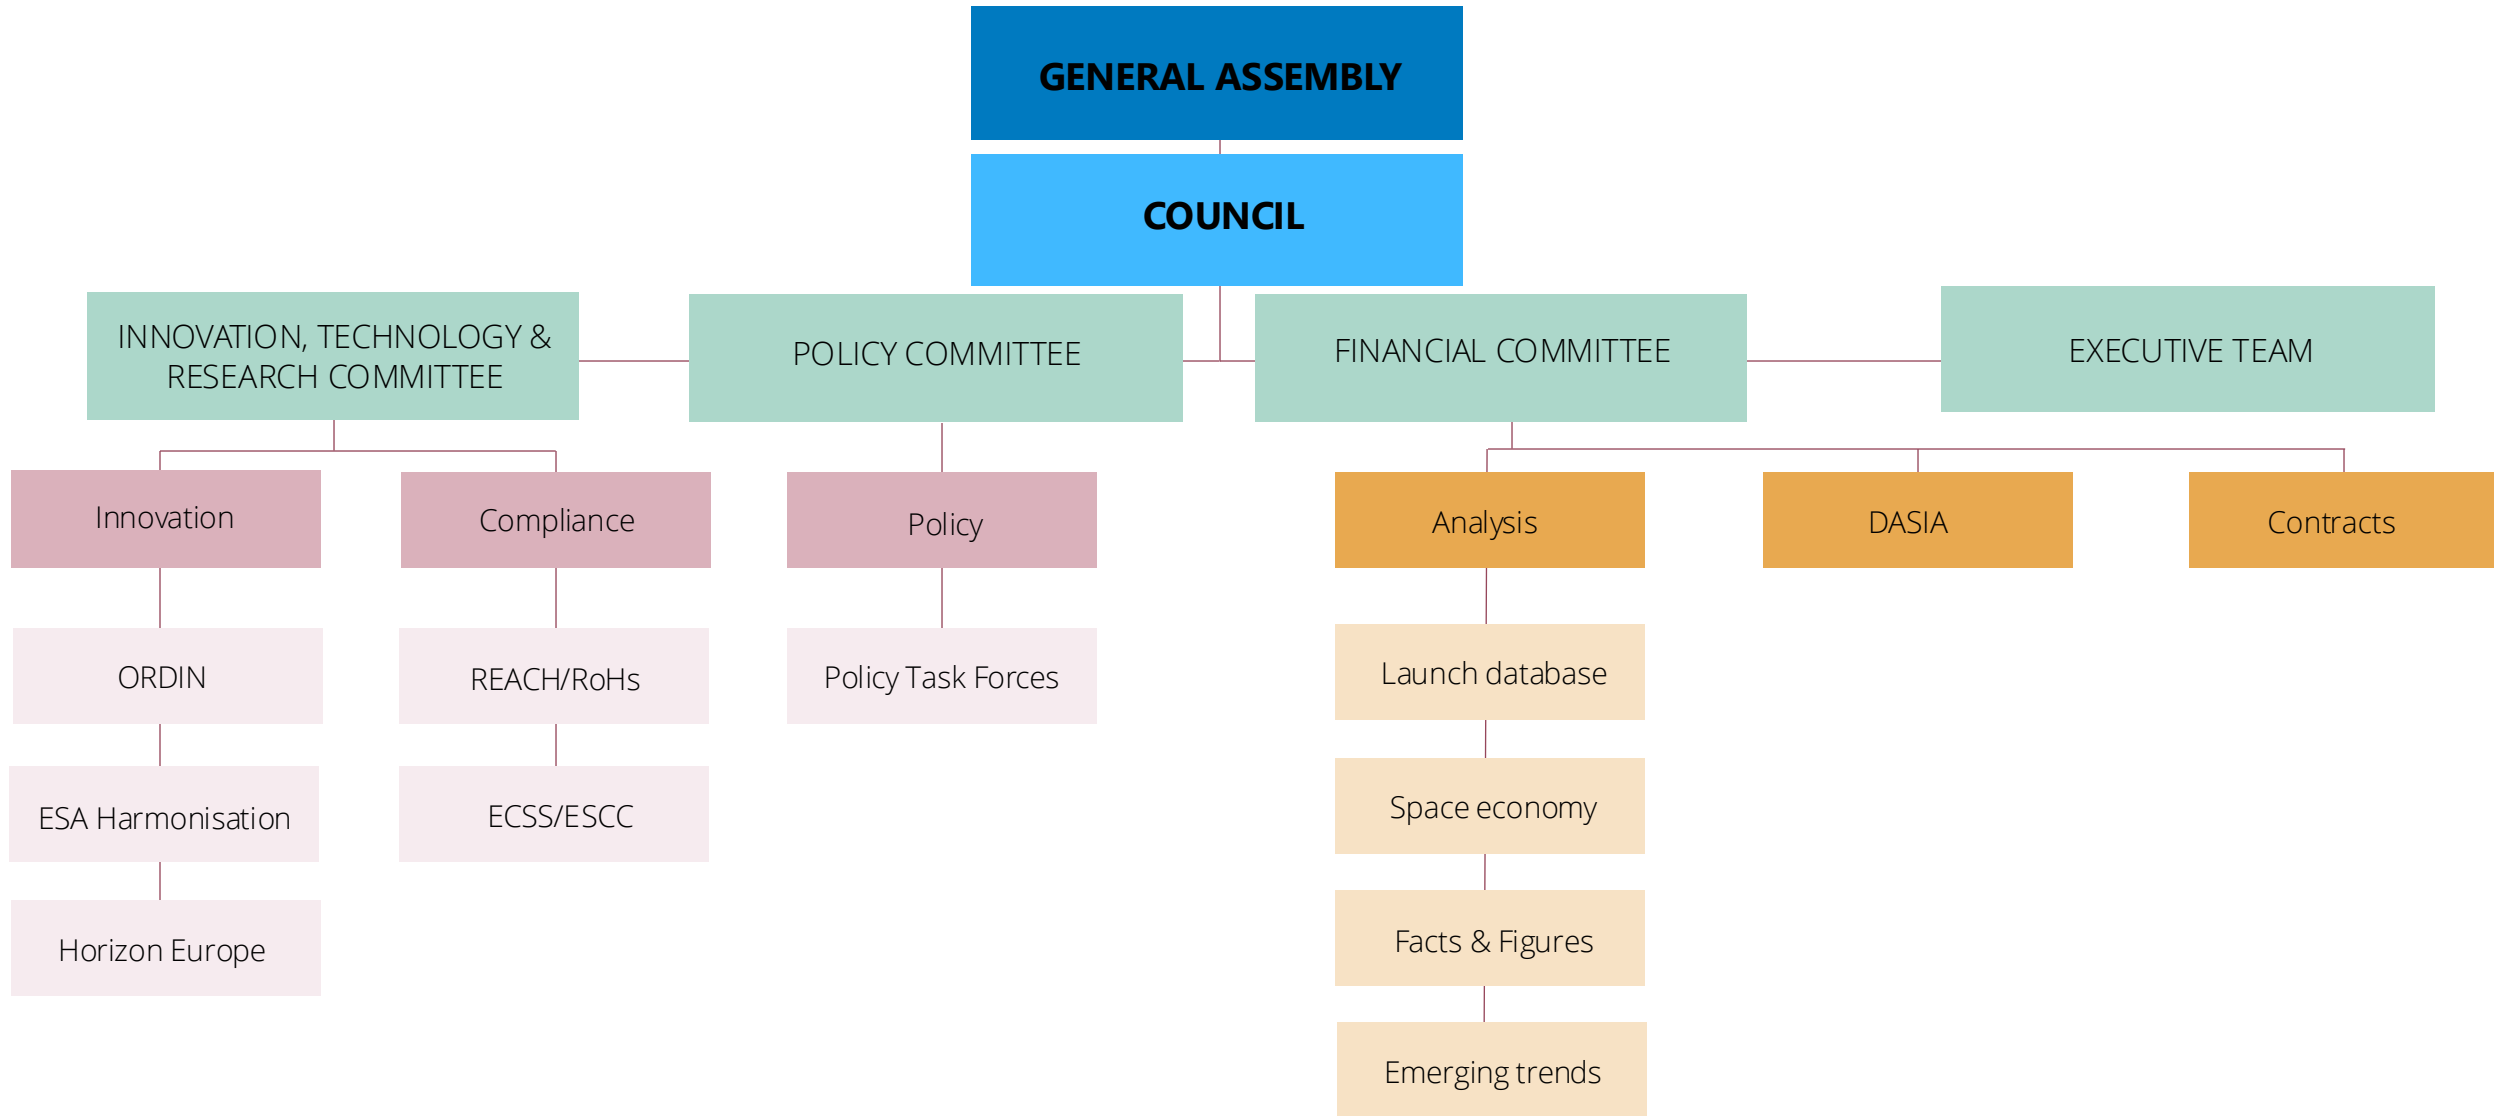 GENERAL ASSEMBLY
COUNCIL
INNOVATION, TECHNOLOGY &
RESEARCH COMMITTEE
POLICY COMMITTEE
FINANCIAL COMMITTEE
EXECUTIVE TEAM
Innovation
Compliance
Policy
Analysis
DASIA
Contracts
ORDIN
REACH/RoHs
Policy Task Forces
Launch database
ESA Harmonisation
ECSS/ESCC
Space economy
Horizon Europe
Facts & Figures
Emerging trends